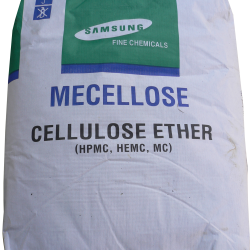 SAMSUNG
FINE CHEMICALS
MECELLOSE
CELLULOSE ETHER
(HPMC, HEMC, MC)